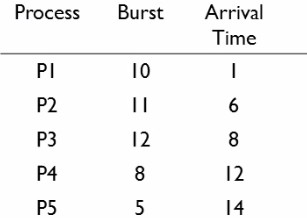 Process Burst Arrival
Time
P1 10 1
P2 11 6
P3 12 8
P4 8 12
P5 5 14